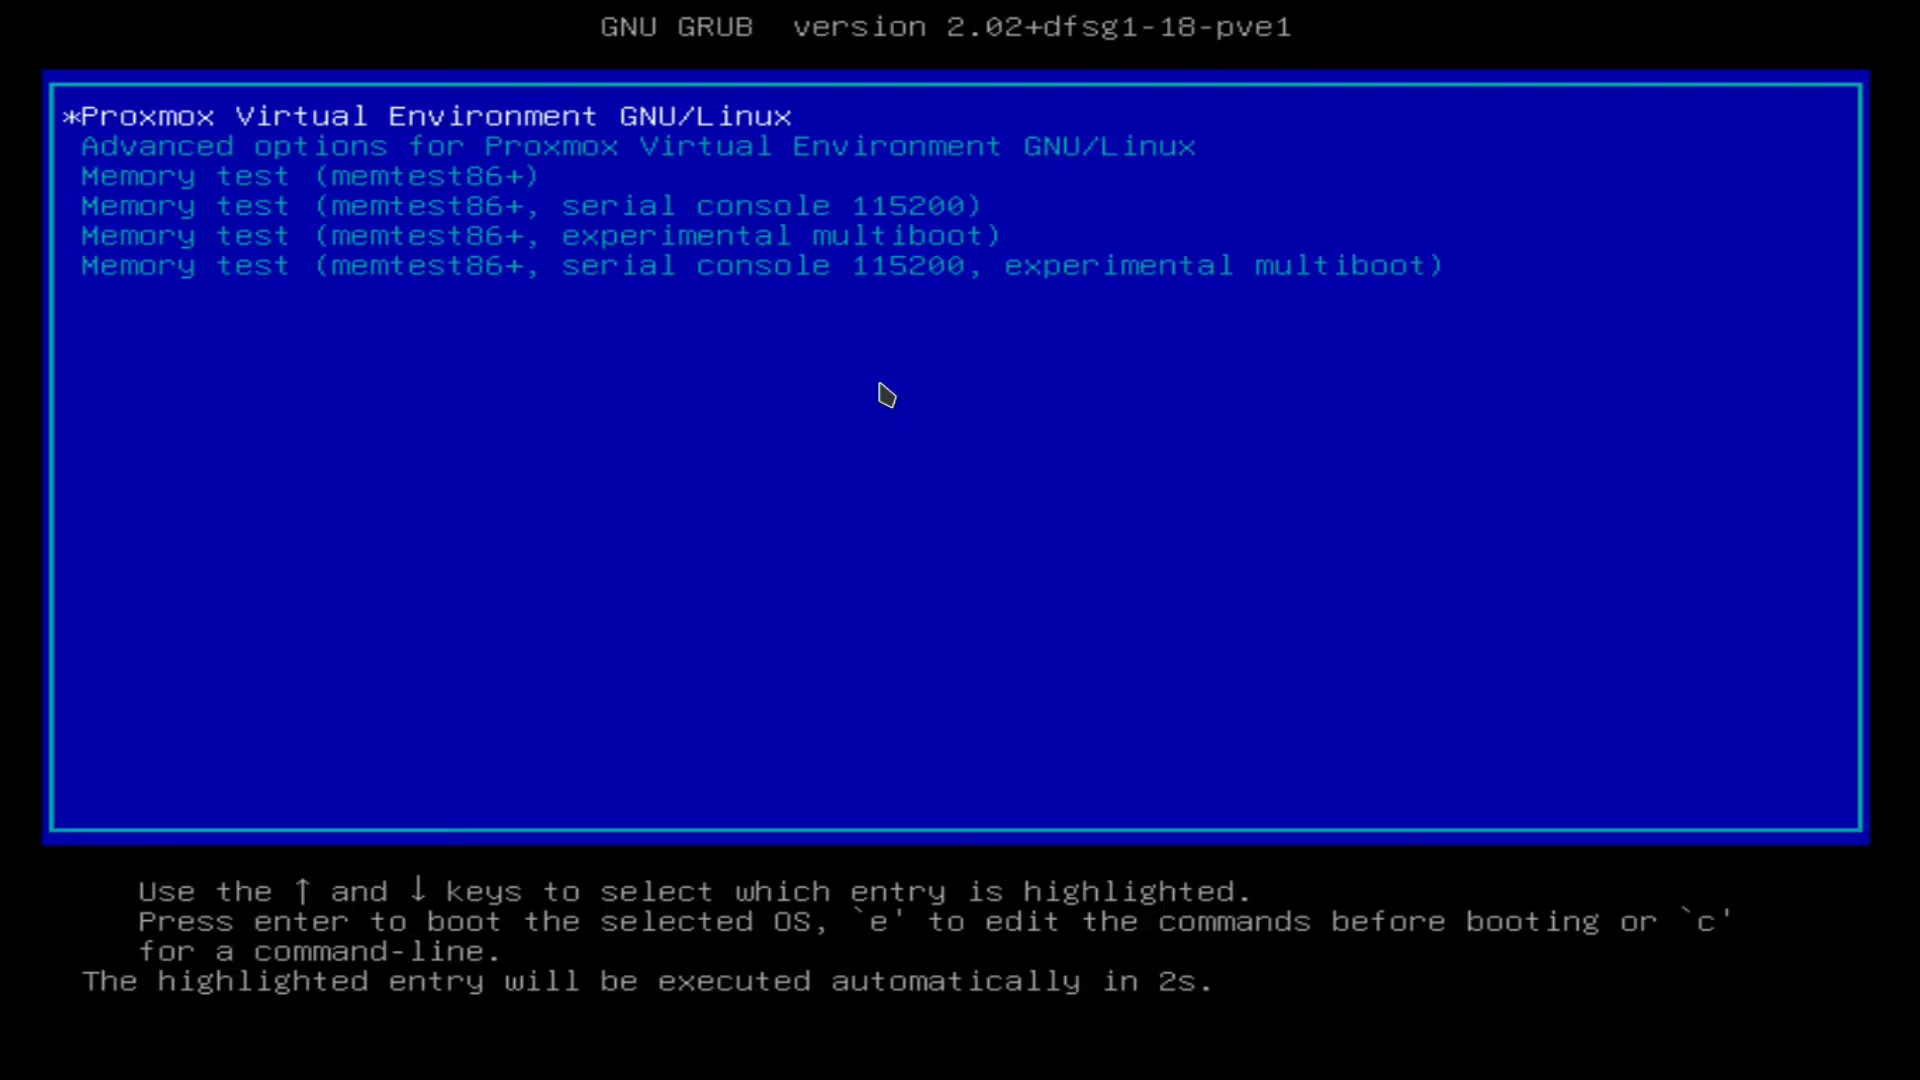 GNU GRUB  version 2.02+dfsg1-18-pve1
*Proxmox Virtual Environment GNU/Linux
Advanced options for Proxmox Virtual Environment GNU/Linux
Memory test (memtest86+)
Memory test (memtest86+, serial console 115200)
Memory test (memtest86+, experimental multiboot)
Memory test (memtest86+, serial console 115200, experimental multiboot)
Use the ↑ and ↓ keys to select which entry is highlighted.
Press enter to boot the selected OS, `e' to edit the commands before booting or `c'
for a command-line.
The highlighted entry will be executed automatically in 2s.